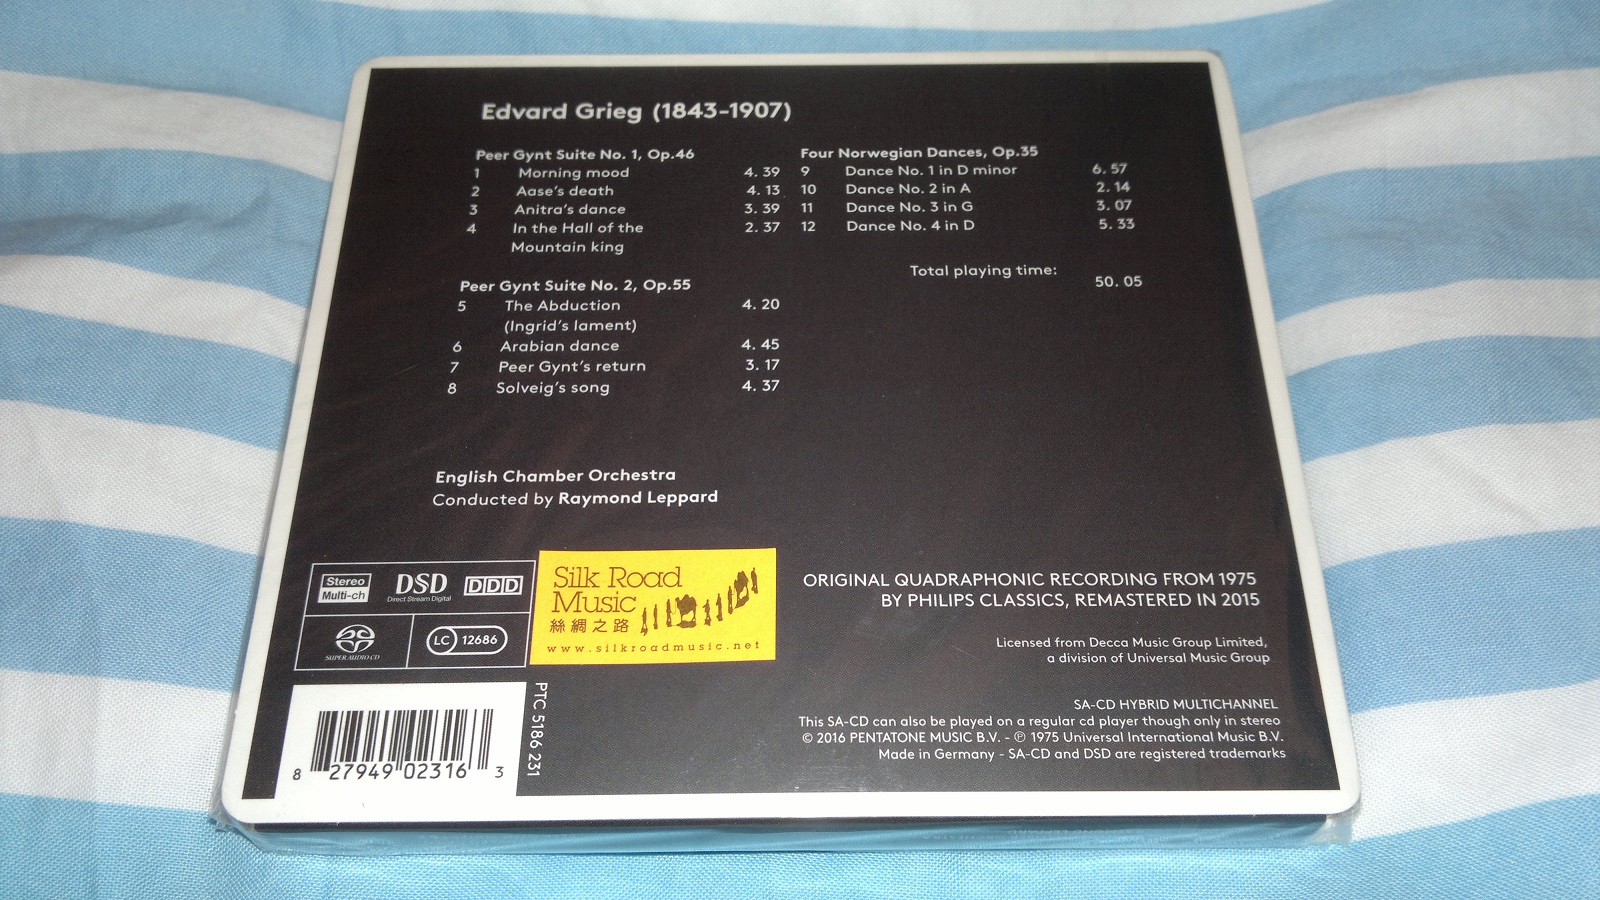 Edvard Grieg (1843-1907)
Peer Gynt Suite No. 1, Op.46
1 Morning mood 4. 39
2 Aase's death 4. 13
3 Anitra's dance 3. 39
4 In the Hall of the 2. 37
Mountain king
Peer Gynt Suite No. 2, Op.55
5 The Abduction 4. 20
(Ingrid's lament)
6 Arabian dance 4. 45
7 Peer Gynt's return 3. 17
8 Solveig's song 4. 37
Four Norwegian Dances, Op.35
9 Dance No. 1 in D minor 6. 57
10 Dance No. 2 in A 2. 14
11 Dance No. 3 in G 3. 07
12 Dance No. 4 in D 5. 33
Total playing time:
50. 05
English Chamber Orchestra
Conducted by Raymond Leppard
Stereo
Multi-ch
DSD
Direct Stream Digital
DDD
SUPER AUDIO CD
LC 12686
Silk Road
Music
絲綢之路
www.silkroadmusic.net
ORIGINAL QUADRAPHONIC RECORDING FROM 1975
BY PHILIPS CLASSICS, REMASTERED IN 2015
Licensed from Decca Music Group Limited,
a division of Universal Music Group
SA-CD HYBRID MULTICHANNEL
This SA-CD can also be played on a regular cd player though only in stereo
© 2016 PENTATONE MUSIC B.V. - ℗ 1975 Universal International Music B.V.
Made in Germany - SA-CD and DSD are registered trademarks
PTC 5186 231
8 27949 02316 3